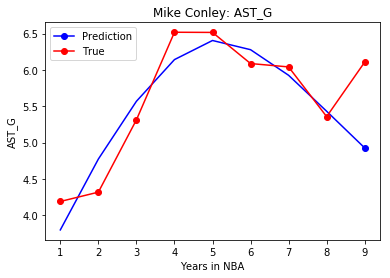 Mike Conley: AST_G
Prediction
True
6.5
6.0
5.5
5.0
4.5
4.0
AST_G
1 2 3 4 5 6 7 8 9
Years in NBA